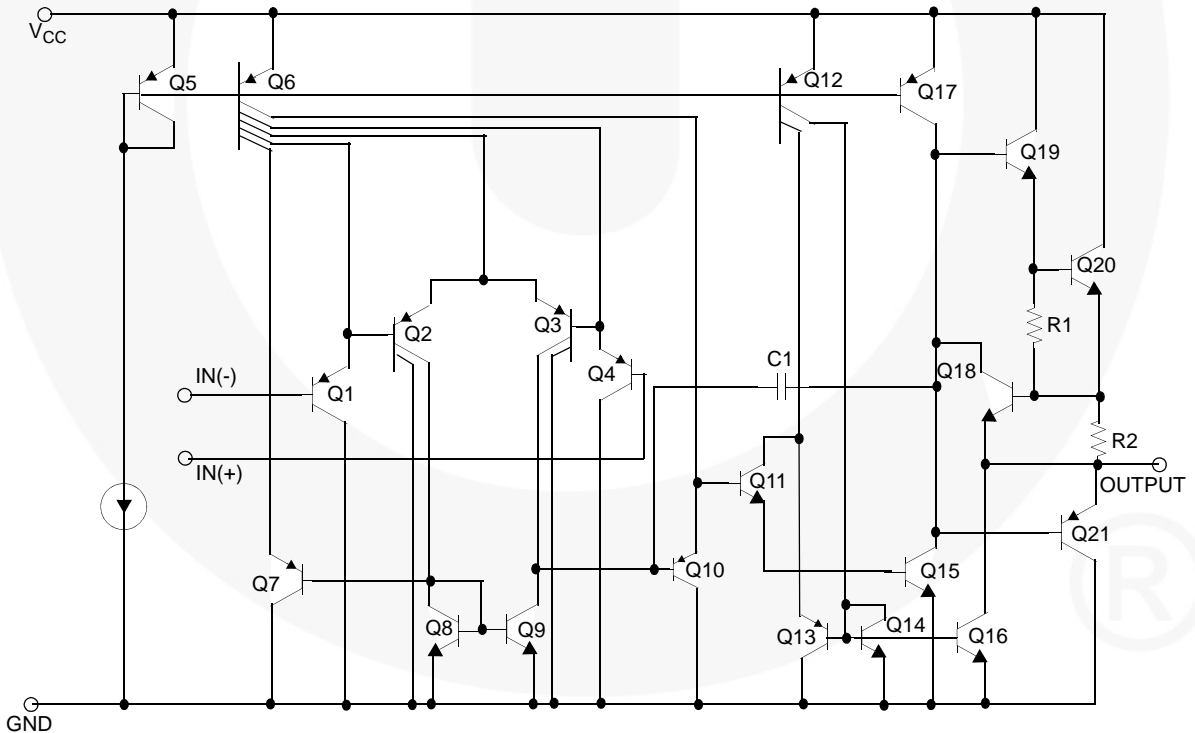 VCC
Q5
Q6
Q12
Q17
Q19
Q20
Q2
Q3
R1
C1
Q4
Q18
IN(-)
Q1
R2
IN(+)
Q11
OUTPUT
Q21
Q7
Q10
Q15
Q8
Q9
Q13
Q14
Q16
GND
®